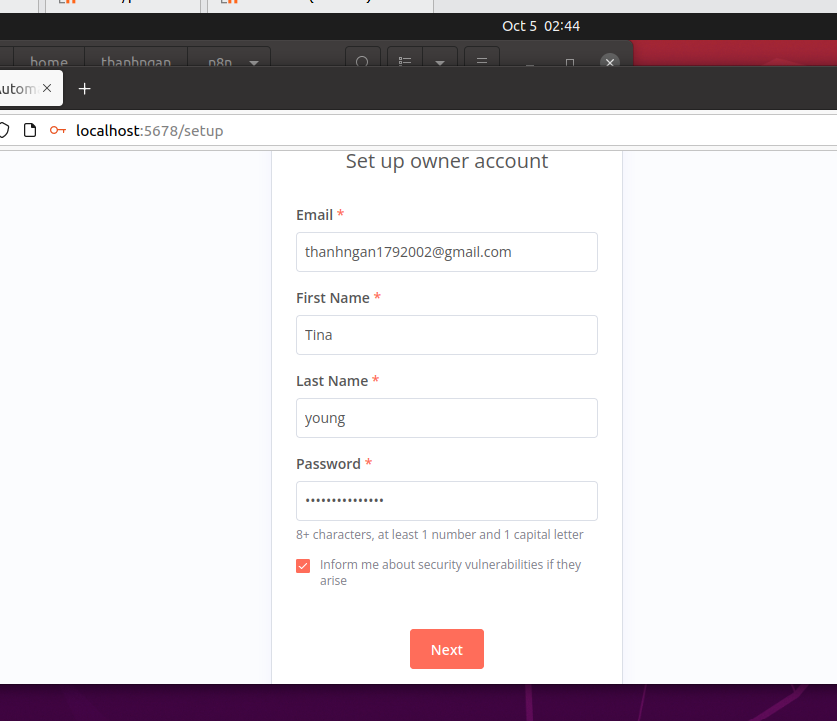 Oct 5 02:44
home thanhngan n8n
Autom
localhost:5678/setup
Set up owner account
Email *
thanhngan1792002@gmail.com
First Name *
Tina
Last Name *
young
Password *
•••••••••••••••
8+ characters, at least 1 number and 1 capital letter
Inform me about security vulnerabilities if they
arise
Next